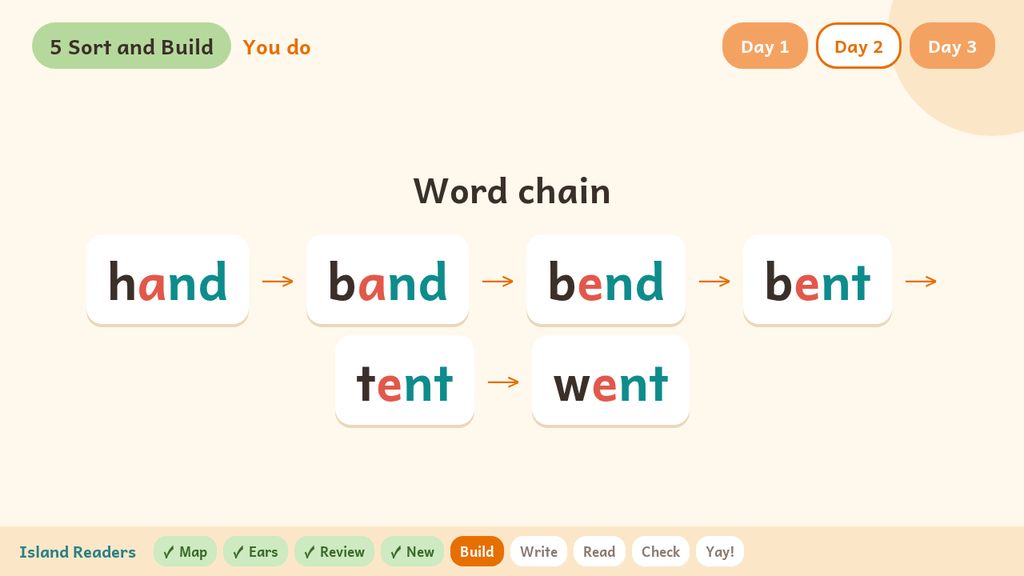 5 Sort and Build You do Day 1 Day 2 Day 3
Word chain
hand → band → bend → bent →
tent → went
Island Readers ✓ Map ✓ Ears ✓ Review ✓ New Build Write Read Check Yay!